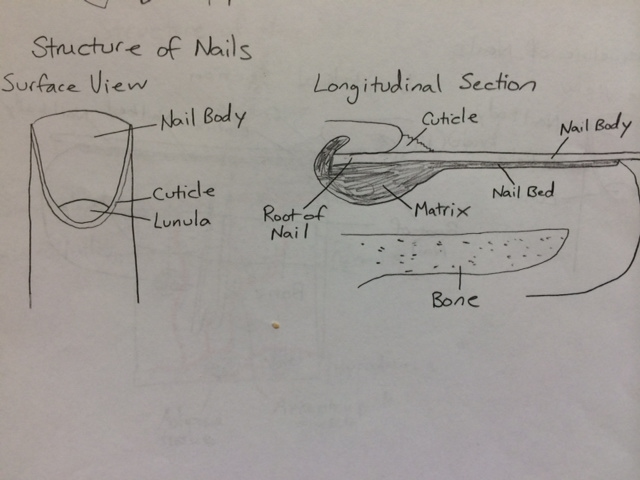 Structure of Nails
Surface View
Longitudinal Section
Nail Body
Cuticle
Lunula
Cuticle
Nail Body
Nail Bed
Root of
Nail
Matrix
Bone